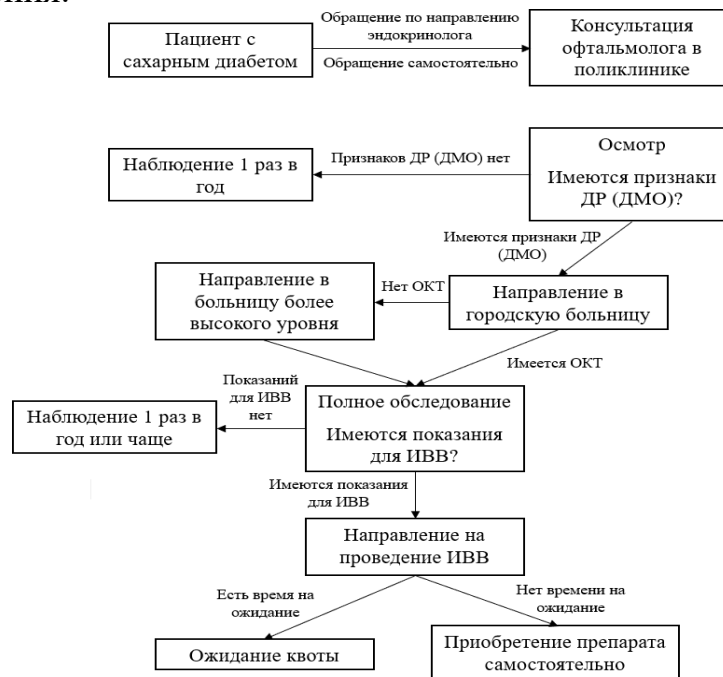 Пациент с
сахарным диабетом
Обращение по направлению
эндокринолога
Обращение самостоятельно
Консультация
офтальмолога в
поликлинике
Наблюдение 1 раз в
год
Признаков ДР (ДМО) нет
Осмотр
Имеются признаки
ДР (ДМО)?
Имеются признаки ДР
(ДМО)
Направление в
больницу более
высокого уровня
Нет ОКТ
Направление в
городскую больницу
Имеется ОКТ
Показаний
для ИВВ
нет
Наблюдение 1 раз в
год или чаще
Полное обследование
Имеются показания
для ИВВ?
Имеются показания
для ИВВ
Направление на
проведение ИВВ
Есть время на
ожидание
Нет времени на
ожидание
Ожидание квоты
Приобретение препарата
самостоятельно